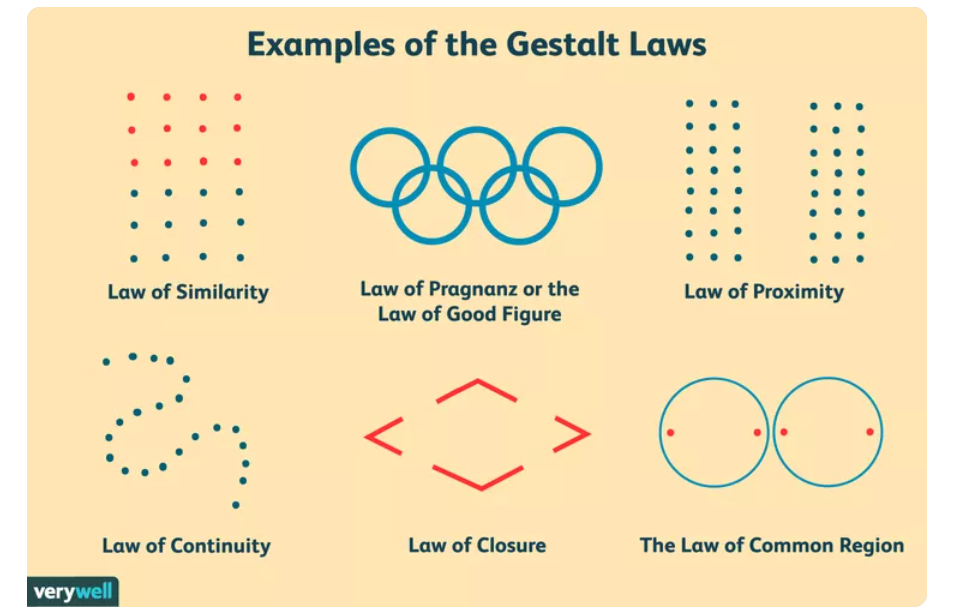 Examples of the Gestalt Laws
Law of Similarity
Law of Pragnanz or the
Law of Good Figure
Law of Proximity
Law of Continuity
Law of Closure
The Law of Common Region
verywell